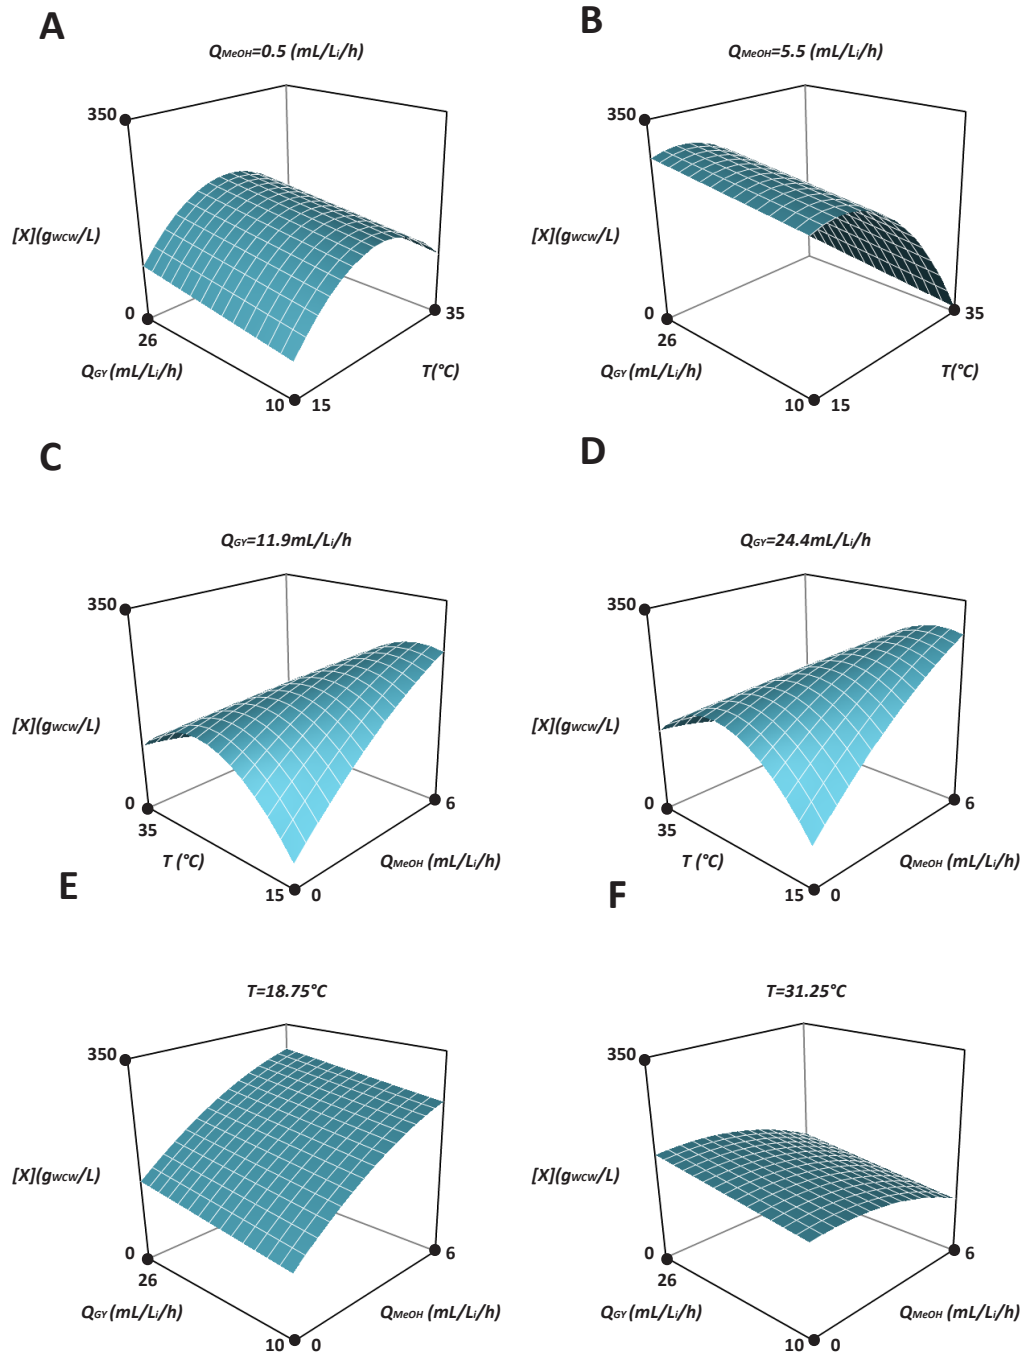 A
B
QMeOH=0.5 (mL/Li/h)
QMeOH=5.5 (mL/Li/h)
350
350
[X](gWCW/L)
[X](gWCW/L)
0
35
0
35
26
26
QGY (mL/Li/h)
T(°C)
QGY (mL/Li/h)
T(°C)
10
15
10
15
C
D
QGY=11.9mL/Li/h
QGY=24.4mL/Li/h
350
350
[X](gWCW/L)
[X](gWCW/L)
0
6
0
6
35
35
T (°C)
QMeOH (mL/Li/h)
T (°C)
QMeOH (mL/Li/h)
15
0
15
0
E
F
T=18.75°C
T=31.25°C
350
350
[X](gWCW/L)
[X](gWCW/L)
0
6
0
6
26
26
QGY (mL/Li/h)
QMeOH (mL/Li/h)
QGY (mL/Li/h)
QMeOH (mL/Li/h)
10
0
10
0